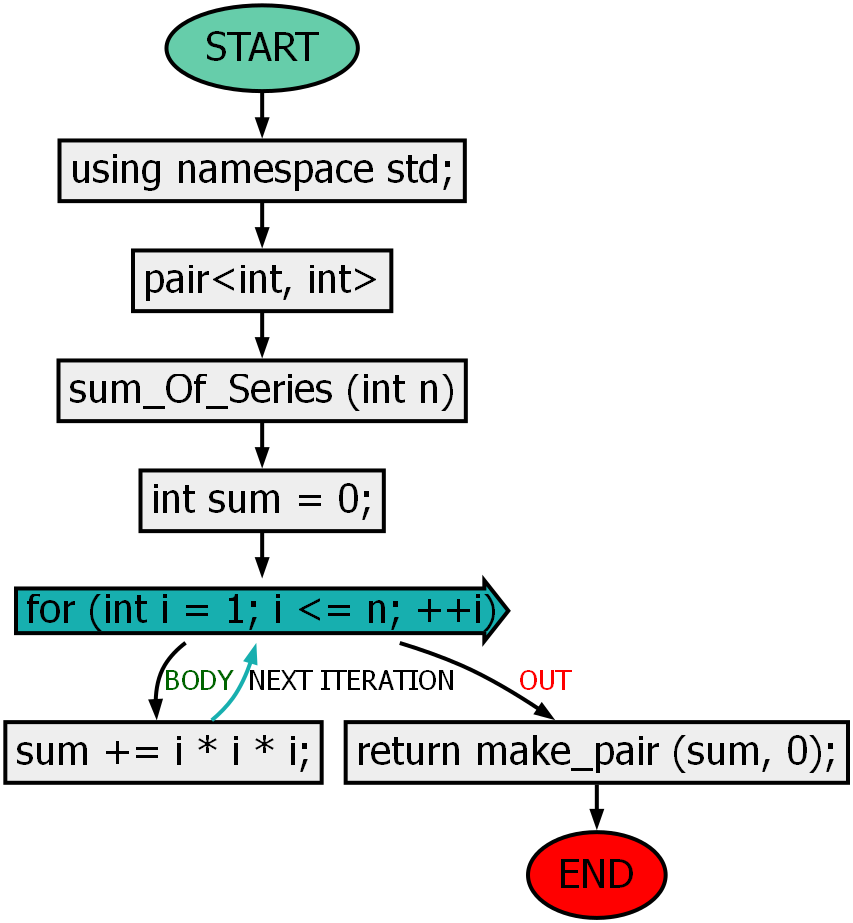 START
using namespace std;
pair<int, int>
sum_Of_Series (int n)
int sum = 0;
for (int i = 1; i <= n; ++i)
BODY
NEXT ITERATION
OUT
sum += i * i * i;
return make_pair (sum, 0);
END